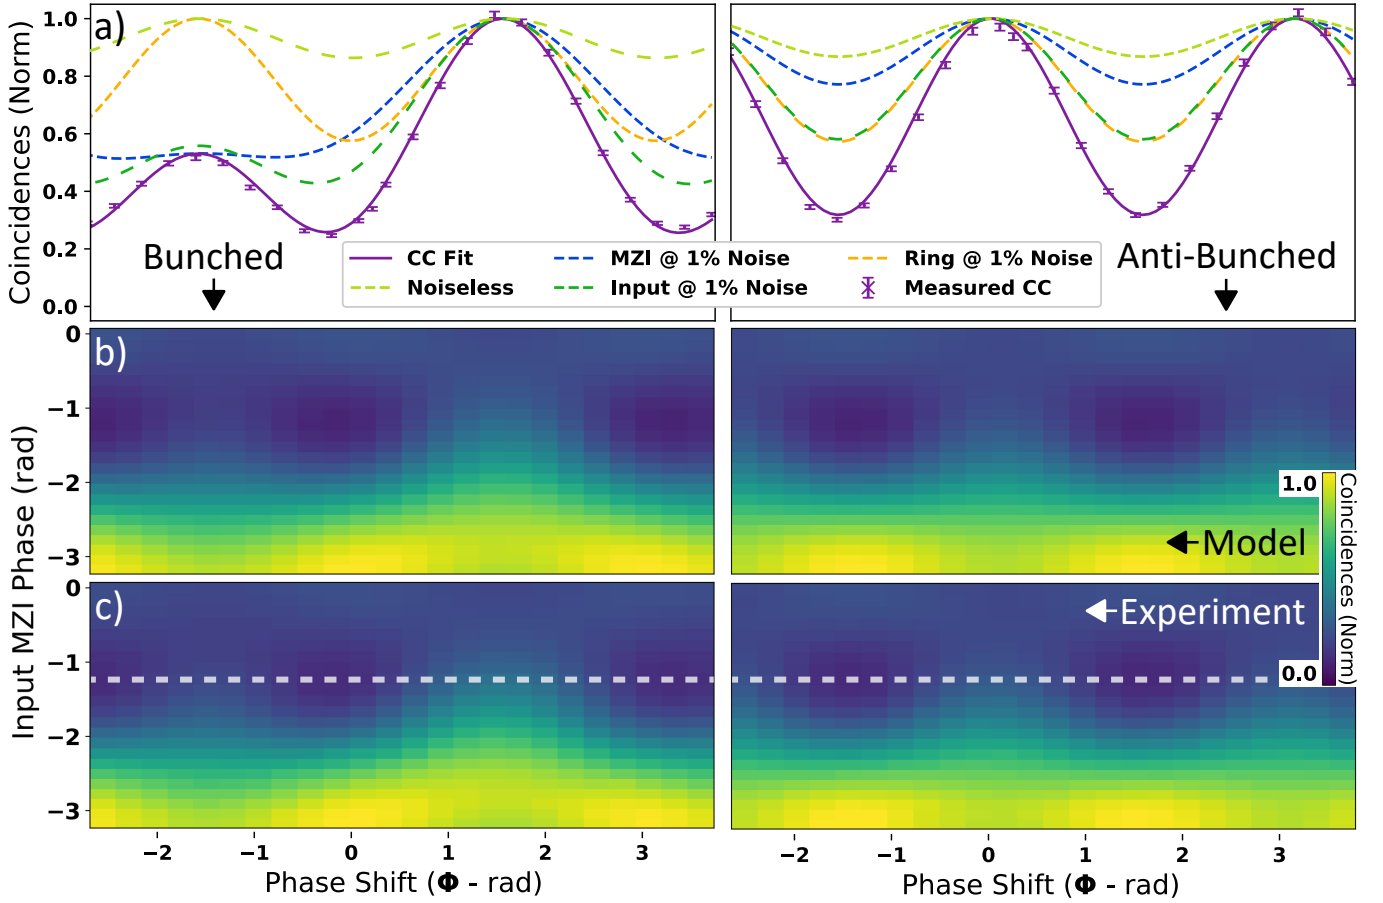 a)
Coincidences (Norm)
1.0
0.8
0.6
0.4
0.2
0.0
Bunched
Anti-Bunched
CC Fit
Noiseless
MZI @ 1% Noise
Input @ 1% Noise
Ring @ 1% Noise
Measured CC
b)
Input MZI Phase (rad)
0
−1
−2
−3
Model
1.0
0.0
Coincidences (Norm)
c)
0
−1
−2
−3
Experiment
−2 −1 0 1 2 3
Phase Shift (Φ - rad)
−2 −1 0 1 2 3
Phase Shift (Φ - rad)